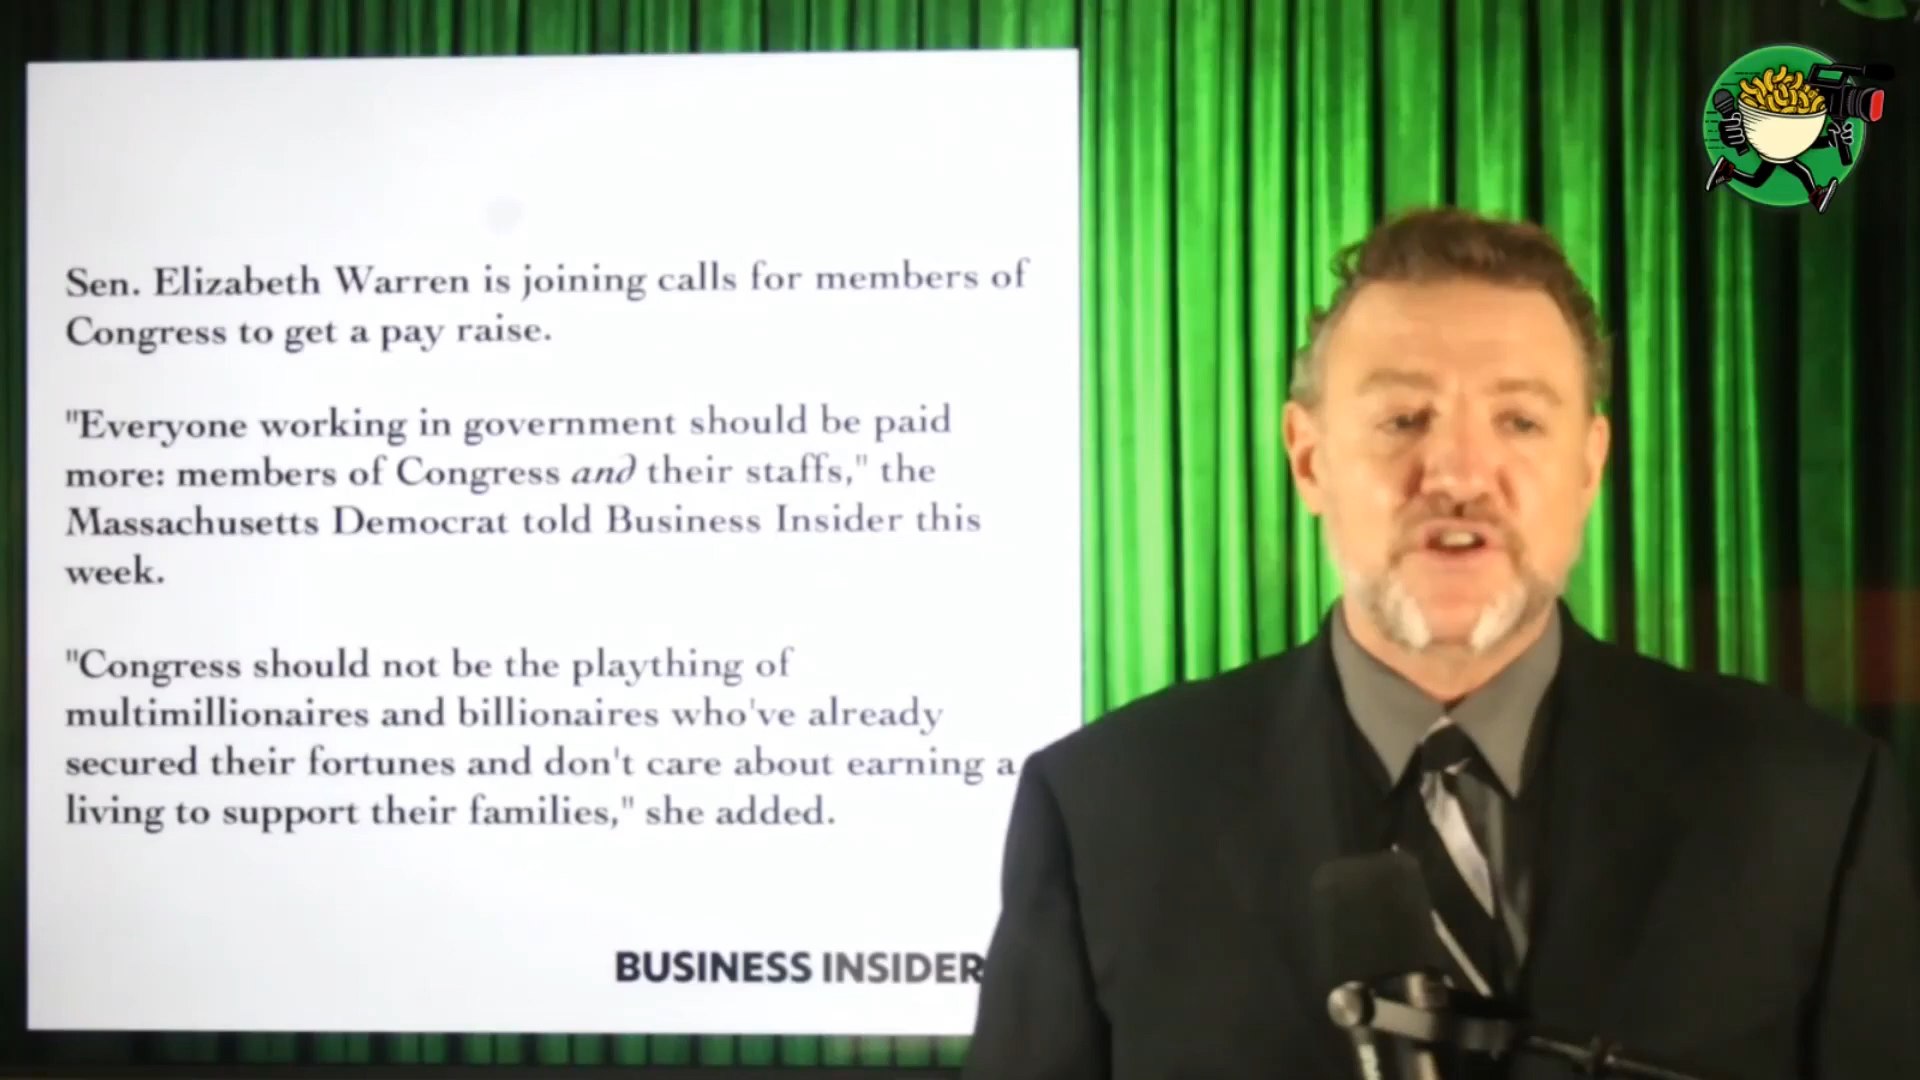 Sen. Elizabeth Warren is joining calls for members of
Congress to get a pay raise.
"Everyone working in government should be paid
more: members of Congress and their staffs," the
Massachusetts Democrat told Business Insider this
week.
"Congress should not be the plaything of
multimillionaires and billionaires who've already
secured their fortunes and don't care about earning a
living to support their families," she added.
BUSINESS INSIDER